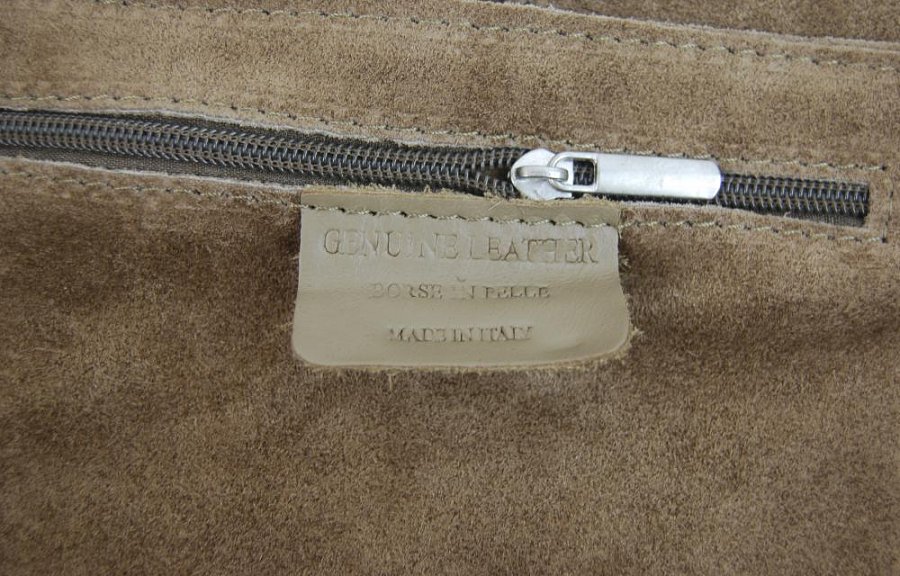 GENUINE LEATHER
BORSE IN PELLE
MADE IN ITALY